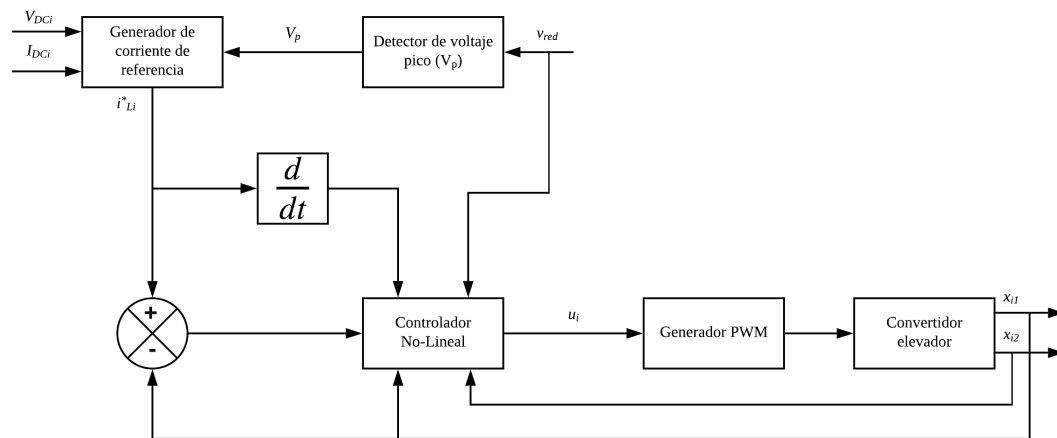 V_DCi
I_DCi
Generador de
corriente de
referencia
V_p
Detector de voltaje
pico (V_p)
v_red
i*_Li
d
dt
+
-
Controlador
No-Lineal
u_i
Generador PWM
Convertidor
elevador
x_i1
x_i2